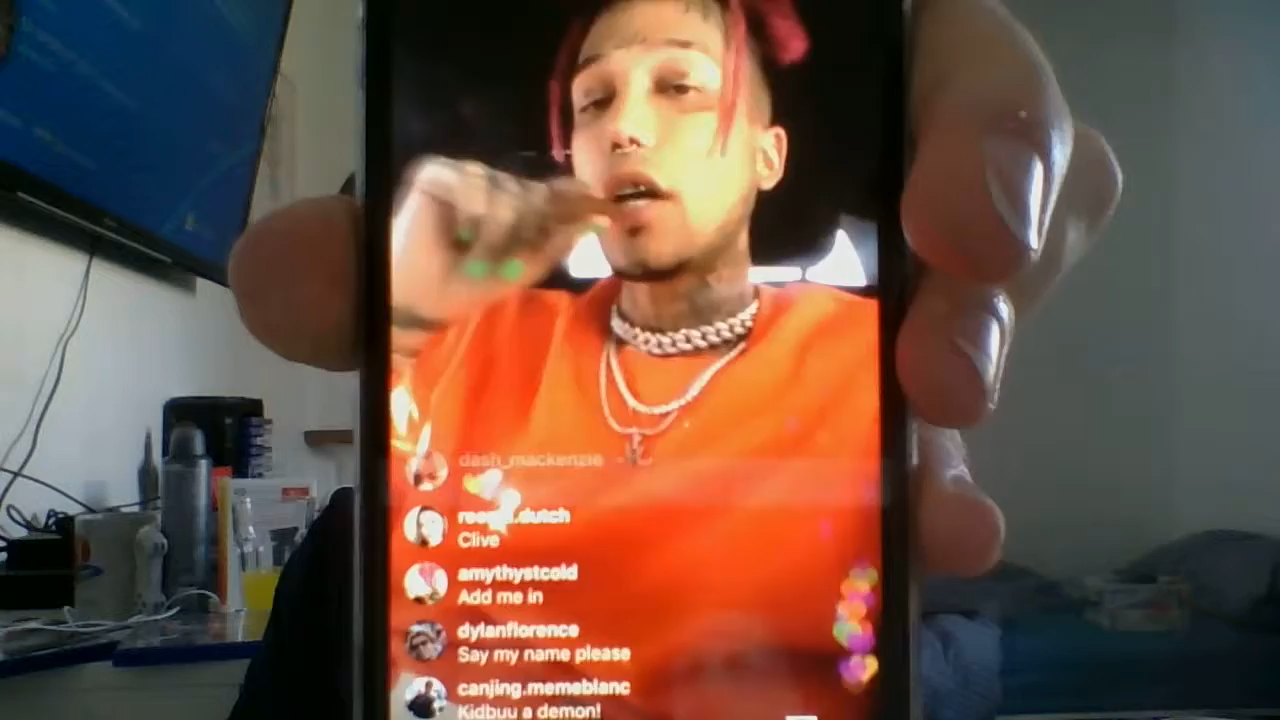 dash_mackenzie
Clive
amythystcold
Add me in
dylanflorence
Say my name please
canjing.memeblanc
Kidbuu a demon!